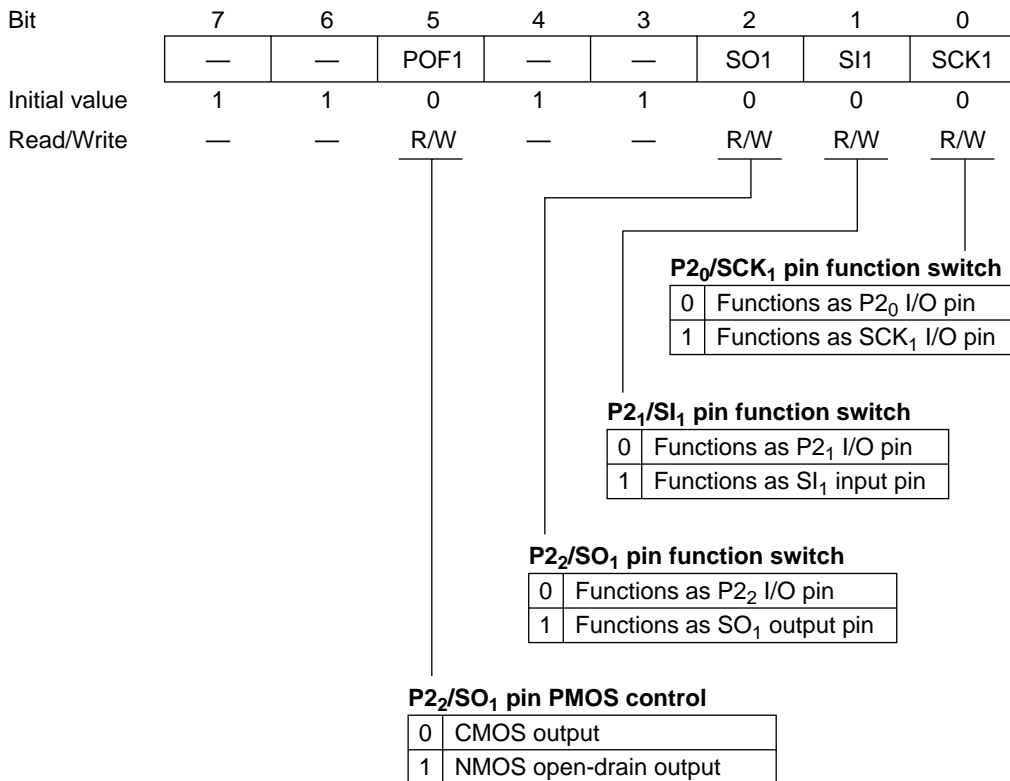 Bit 7 6 5 4 3 2 1 0
— — POF1 — — SO1 SI1 SCK1
Initial value 1 1 0 1 1 0 0 0
Read/Write — — R/W — — R/W R/W R/W
P2₀/SCK₁ pin function switch
0 Functions as P2₀ I/O pin
1 Functions as SCK₁ I/O pin
P2₁/SI₁ pin function switch
0 Functions as P2₁ I/O pin
1 Functions as SI₁ input pin
P2₂/SO₁ pin function switch
0 Functions as P2₂ I/O pin
1 Functions as SO₁ output pin
P2₂/SO₁ pin PMOS control
0 CMOS output
1 NMOS open-drain output